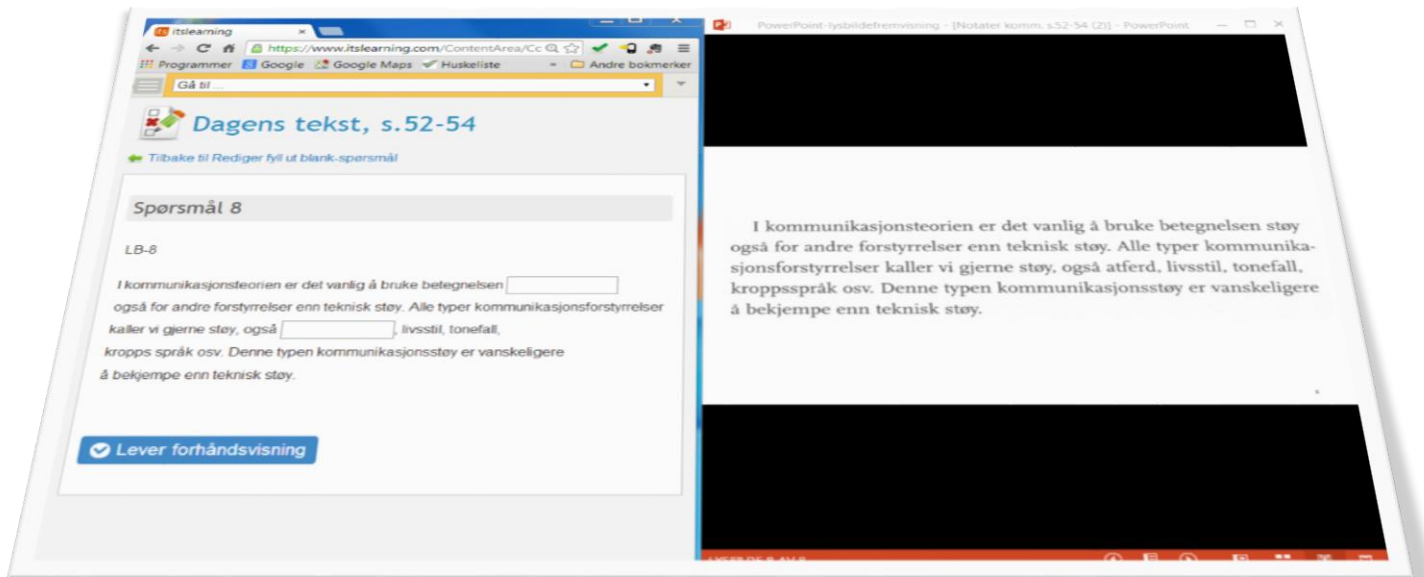 itslearning
https://www.itslearning.com/ContentArea/Cc
Programmer Google Google Maps Huskeliste » Andre bokmerker
Gå til ...
Dagens tekst, s.52-54
Tilbake til Rediger fyll ut blank-spørsmål
Spørsmål 8
LB-8
I kommunikasjonsteorien er det vanlig å bruke betegnelsen
også for andre forstyrrelser enn teknisk støy. Alle typer kommunikasjonsforstyrrelser
kaller vi gjerne støy, også , livsstil, tonefall,
kropps språk osv. Denne typen kommunikasjonsstøy er vanskeligere
å bekjempe enn teknisk støy.
Lever forhåndsvisning
PowerPoint-lysbildefremvisning - [Notater komm. s.52-54 (2)] - PowerPoint
I kommunikasjonsteorien er det vanlig å bruke betegnelsen støy
også for andre forstyrrelser enn teknisk støy. Alle typer kommunika-
sjonsforstyrrelser kaller vi gjerne støy, også atferd, livsstil, tonefall,
kroppsspråk osv. Denne typen kommunikasjonsstøy er vanskeligere
å bekjempe enn teknisk støy.